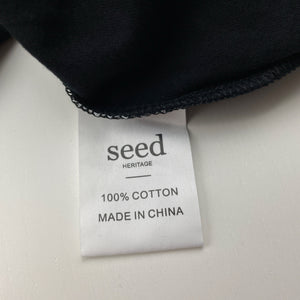 seed
HERITAGE
100% COTTON
MADE IN CHINA